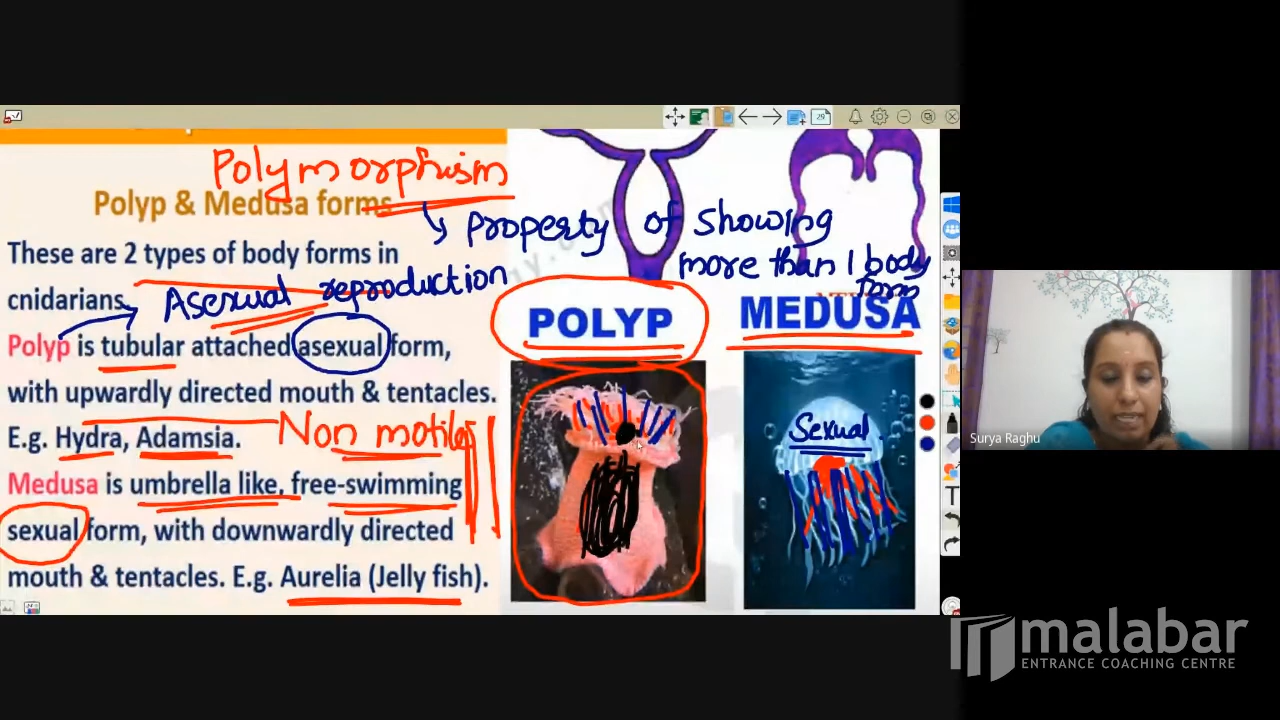 Polymorphism
Polyp & Medusa forms
↳ Property of showing
more than 1 body
form
These are 2 types of body forms in
cnidarians.
Asexual reproduction
Polyp is tubular attached asexual form,
with upwardly directed mouth & tentacles.
E.g. Hydra, Adamsia.
Non motile
Medusa is umbrella like, free-swimming
sexual form, with downwardly directed
mouth & tentacles. E.g. Aurelia (Jelly fish).
POLYP
MEDUSA
Sexual
29
T
Surya Raghu
malabar
ENTRANCE COACHING CENTRE